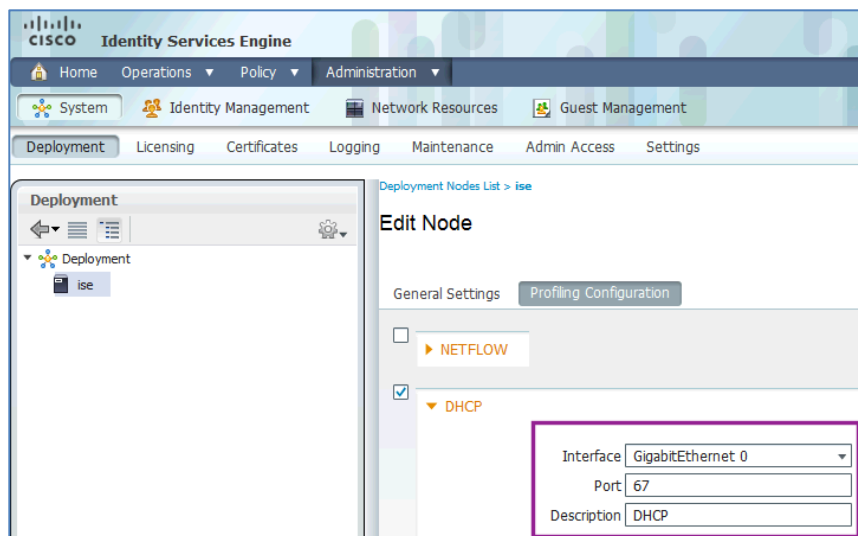 CISCO Identity Services Engine
Home Operations Policy Administration
System Identity Management Network Resources Guest Management
Deployment Licensing Certificates Logging Maintenance Admin Access Settings
Deployment
Deployment
ise
Deployment Nodes List > ise
Edit Node
General Settings Profiling Configuration
NETFLOW
DHCP
Interface GigabitEthernet 0
Port 67
Description DHCP